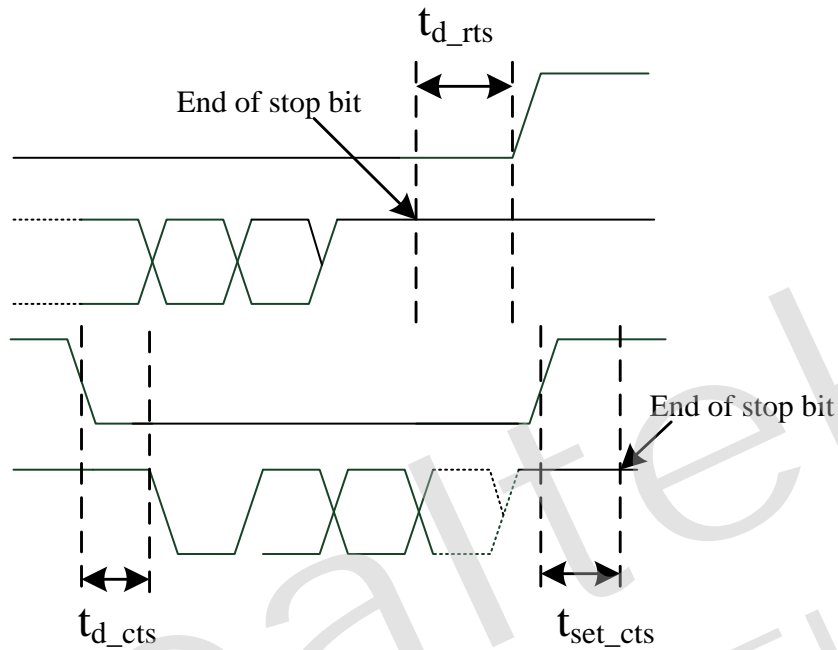 t_d_rts
End of stop bit
End of stop bit
t_d_cts
t_set_cts